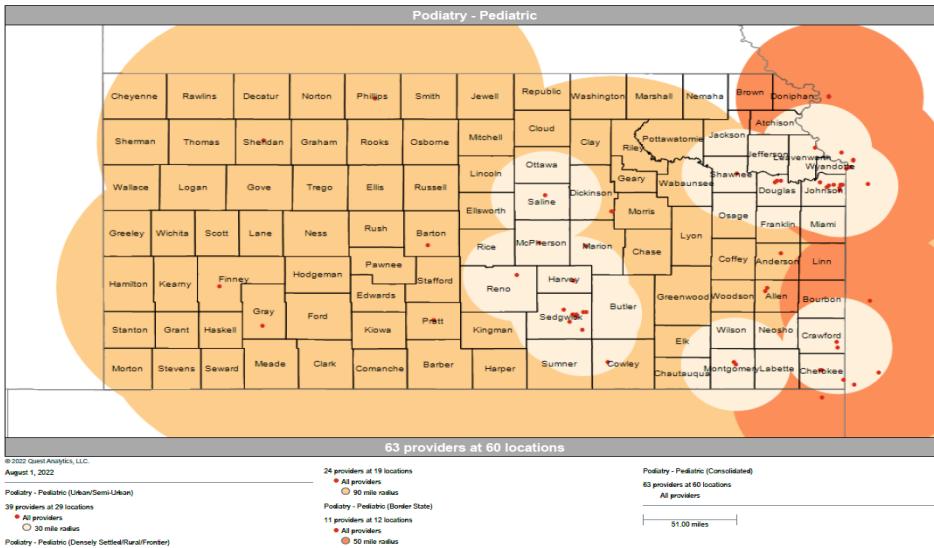 Podiatry - Pediatric
Cheyenne Rawlins Decatur Norton Phillips Smith Jewell Republic Washington Marshall Nemaha Brown Doniphan
Atchison
Sherman Thomas Sheridan Graham Rooks Osborne Mitchell Cloud Clay Riley Pottawatomie Jackson Jefferson Leavenworth
Wyandotte
Wallace Logan Gove Trego Ellis Russell Lincoln Ottawa Saline Dickinson Geary Wabaunsee Shawnee Douglas Johnson
Greeley Wichita Scott Lane Ness Rush Barton Ellsworth Rice McPherson Marion Morris Chase Lyon Osage Franklin Miami
Hamilton Kearny Finney Hodgeman Pawnee Stafford Reno Harvey Butler Greenwood Coffey Anderson Linn
Gray Edwards Woodson Allen Bourbon
Stanton Grant Haskell Ford Kiowa Pratt Kingman Sedgwick Elk Wilson Neosho Crawford
Morton Stevens Seward Meade Clark Comanche Barber Harper Sumner Cowley Chautauqua Montgomery Labette Cherokee
63 providers at 60 locations
© 2022 Quest Analytics, LLC.
August 1, 2022
Podiatry - Pediatric (Urban/Semi-Urban)
39 providers at 29 locations
All providers
30 mile radius
Podiatry - Pediatric (Densely Settled/Rural/Frontier)
24 providers at 19 locations
All providers
90 mile radius
Podiatry - Pediatric (Border State)
11 providers at 12 locations
All providers
50 mile radius
Podiatry - Pediatric (Consolidated)
63 providers at 60 locations
All providers
51.00 miles